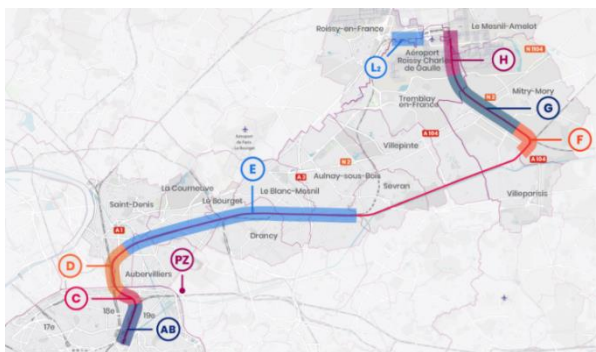 Roissy-en-France
Le Mesnil-Amelot
L2
Aéroport
Roissy Charles
de Gaulle
H
N 1104
N 2
Mitry-Mory
G
Tremblay
en-France
F
A 104
A 104
Villepinte
Aéroport
de Paris
Le Bourget
E
N 2
A 3
Aulnay-sous-Bois
La Courneuve
Le Blanc-Mesnil
Sevran
Villeparisis
Saint-Denis
Le Bourget
A 1
Drancy
D
PZ
Aubervilliers
C
18e
19e
17e
AB